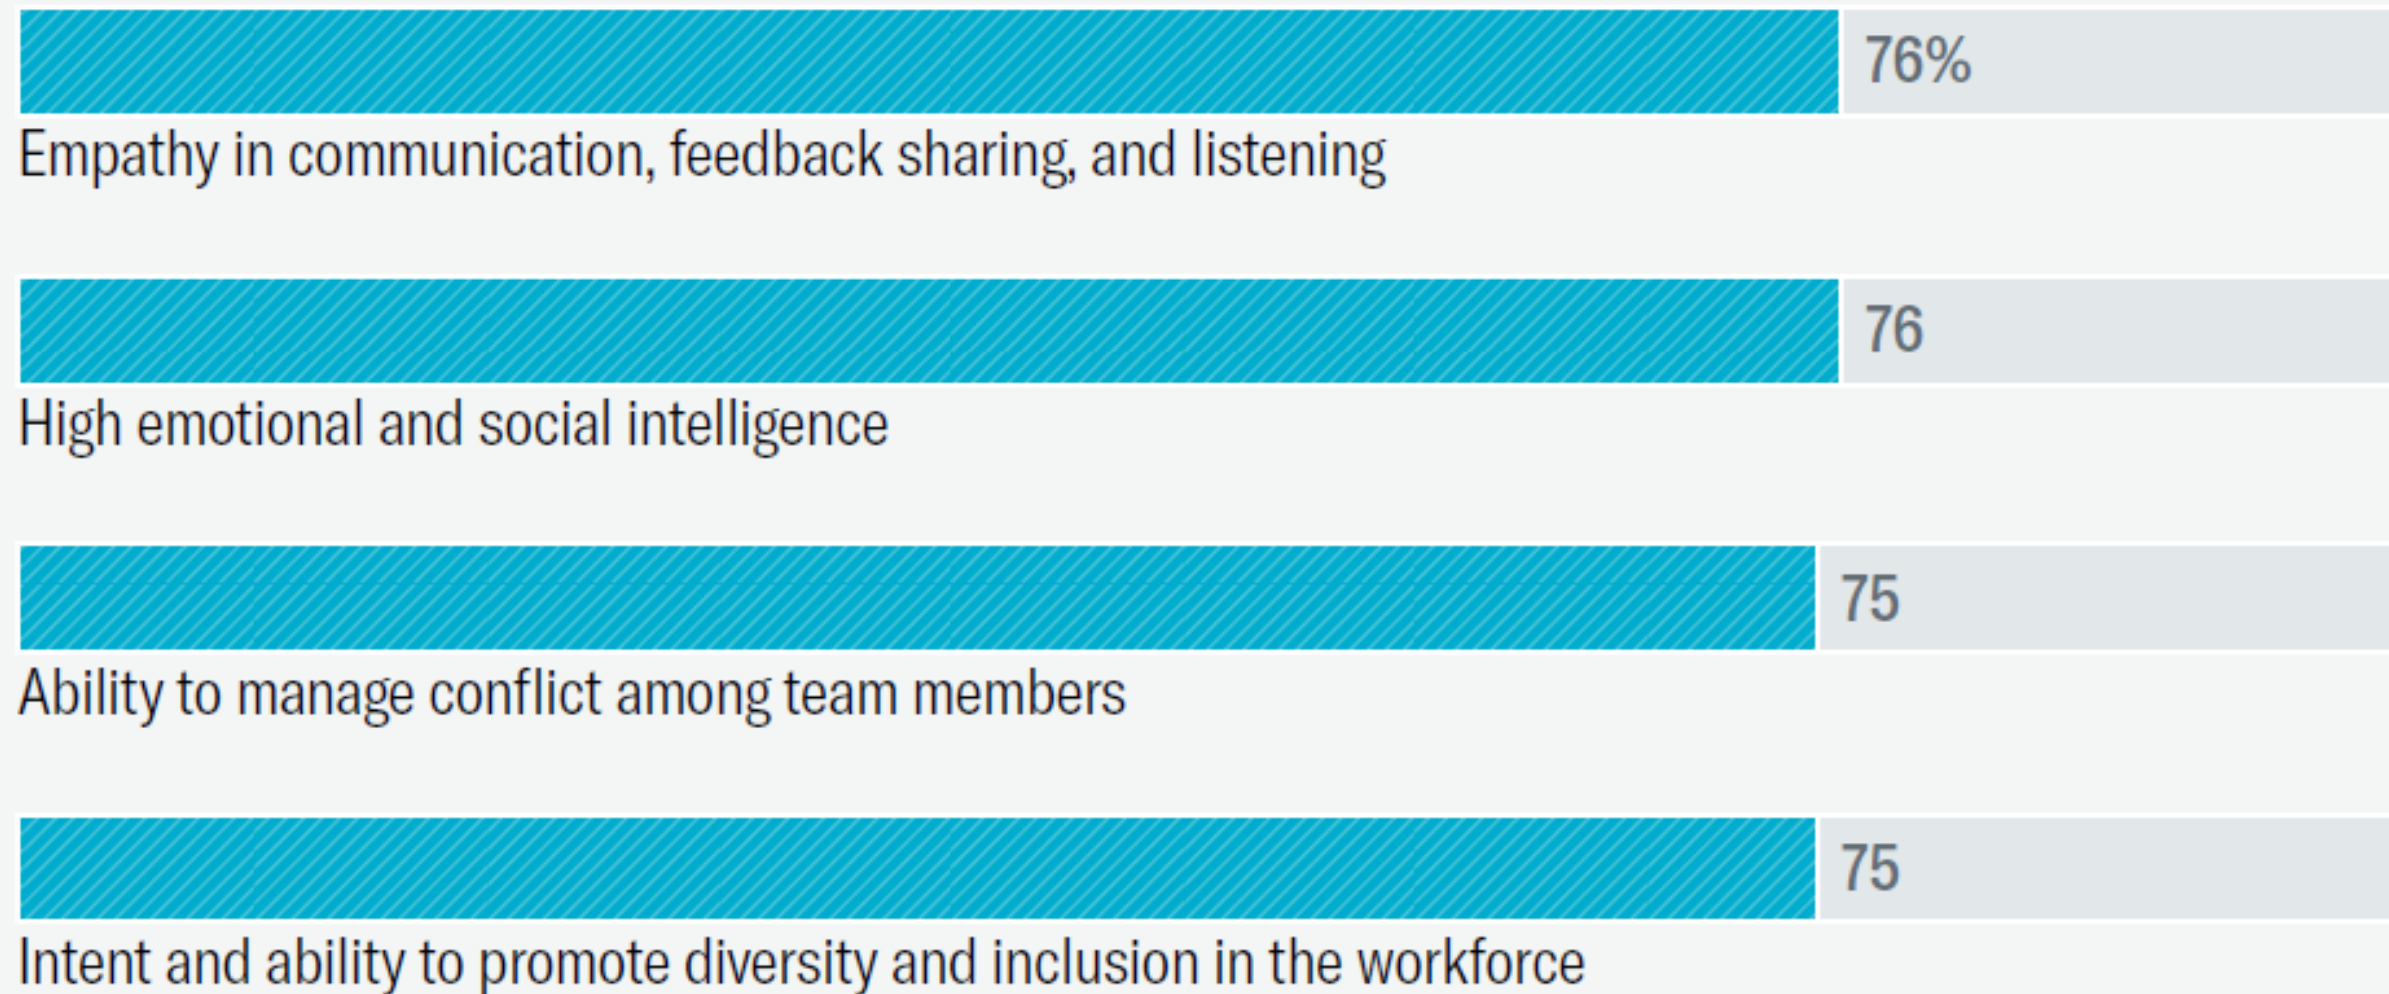 76%
Empathy in communication, feedback sharing, and listening
76
High emotional and social intelligence
75
Ability to manage conflict among team members
75
Intent and ability to promote diversity and inclusion in the workforce